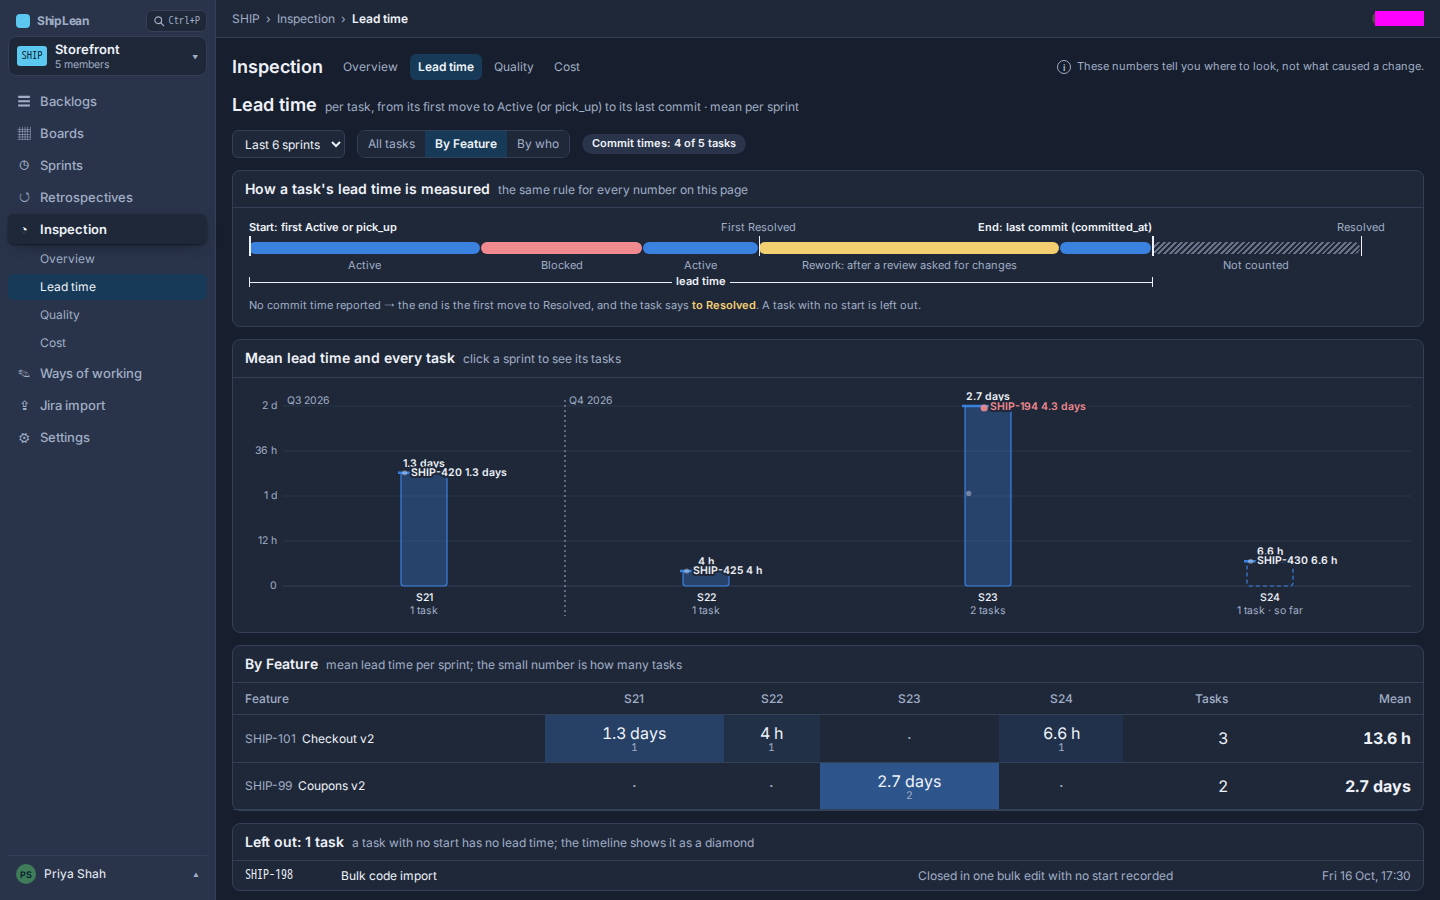 ShipLean
Ctrl+P
SHIP
Storefront
5 members
Backlogs
Boards
Sprints
Retrospectives
Inspection
Overview
Lead time
Quality
Cost
Ways of working
Jira import
Settings
PS Priya Shah
SHIP › Inspection › Lead time
Inspection Overview Lead time Quality Cost
These numbers tell you where to look, not what caused a change.
Lead time per task, from its first move to Active (or pick_up) to its last commit · mean per sprint
Last 6 sprints All tasks By Feature By who Commit times: 4 of 5 tasks
How a task's lead time is measured the same rule for every number on this page
Start: first Active or pick_up First Resolved End: last commit (committed_at) Resolved
Active Blocked Active Rework: after a review asked for changes Not counted
lead time
No commit time reported → the end is the first move to Resolved, and the task says to Resolved. A task with no start is left out.
Mean lead time and every task click a sprint to see its tasks
Q3 2026 Q4 2026
2 d
36 h
1 d
12 h
0
1.3 days
SHIP-420 1.3 days
4 h
SHIP-425 4 h
2.7 days
SHIP-194 4.3 days
6.6 h
SHIP-430 6.6 h
S21 S22 S23 S24
1 task 1 task 2 tasks 1 task · so far
By Feature mean lead time per sprint; the small number is how many tasks
Feature S21 S22 S23 S24 Tasks Mean
SHIP-101 Checkout v2 1.3 days 4 h · 6.6 h 3 13.6 h
1 1 1
SHIP-99 Coupons v2 · · 2.7 days · 2 2.7 days
2
Left out: 1 task a task with no start has no lead time; the timeline shows it as a diamond
SHIP-198 Bulk code import Closed in one bulk edit with no start recorded Fri 16 Oct, 17:30